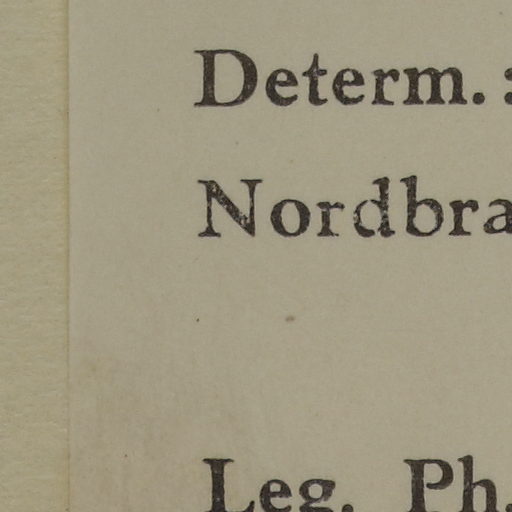 Determ. :
Nordbra
Leg. Ph.